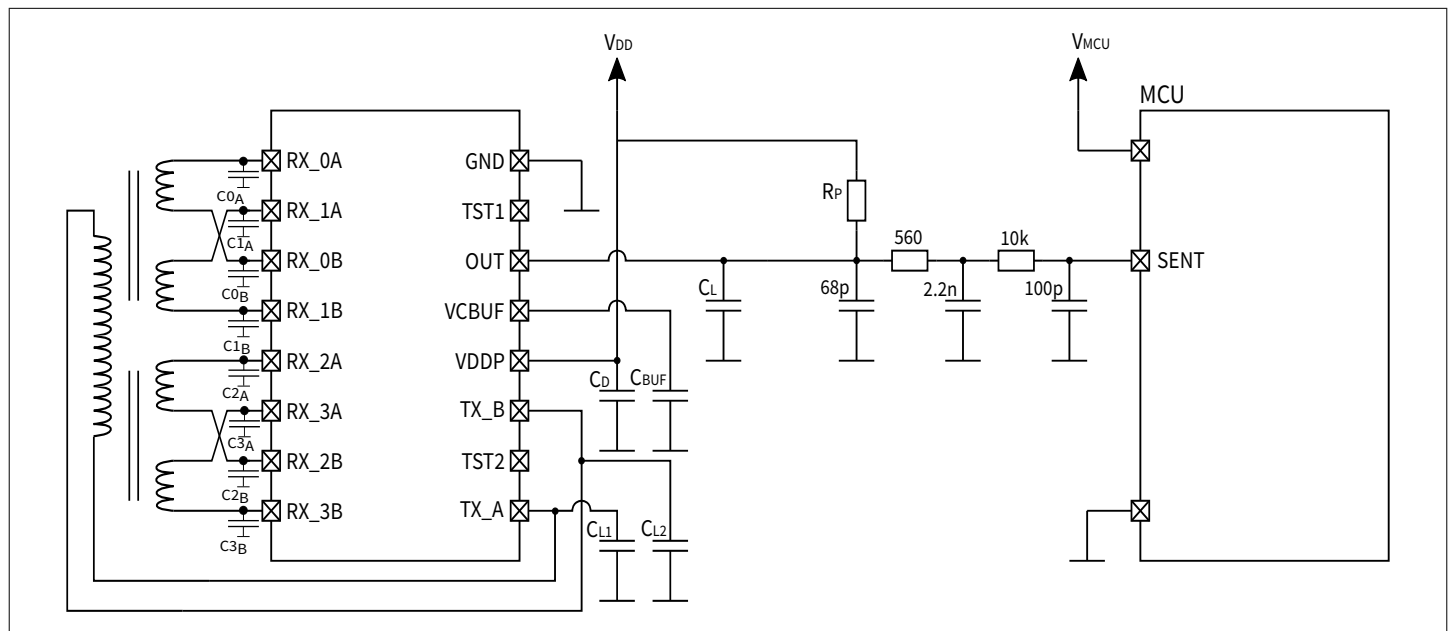 VDD
VMCU
MCU
RX_0A
GND
C0A
RP
RX_1A
TST1
C1A
560
10k
RX_0B
OUT
SENT
C0B
CL
68p
2.2n
100p
RX_1B
VCBUF
C1B
RX_2A
VDDP
C2A
CD
CBUF
RX_3A
TX_B
C3A
RX_2B
TST2
C2B
RX_3B
TX_A
CL1
CL2
C3B